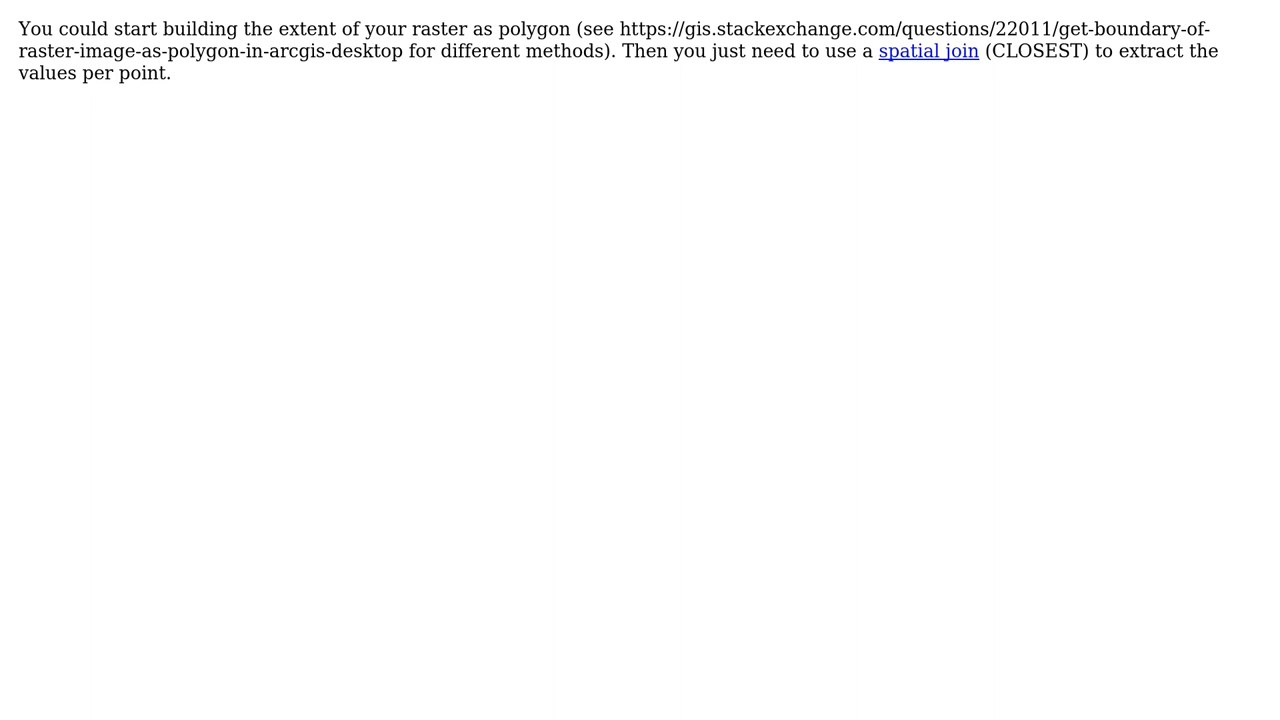 You could start building the extent of your raster as polygon (see https://gis.stackexchange.com/questions/22011/get-boundary-of-
raster-image-as-polygon-in-arcgis-desktop for different methods). Then you just need to use a spatial join (CLOSEST) to extract the
values per point.